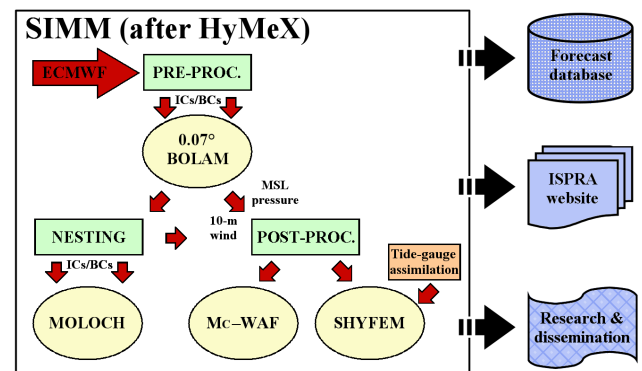 SIMM (after HyMeX)
ECMWF
PRE-PROC.
ICs/BCs
0.07°
BOLAM
MSL
pressure
10-m
wind
NESTING
POST-PROC.
ICs/BCs
Tide-gauge
assimilation
MOLOCH
MC–WAF
SHYFEM
Forecast
database
ISPRA
website
Research &
dissemination